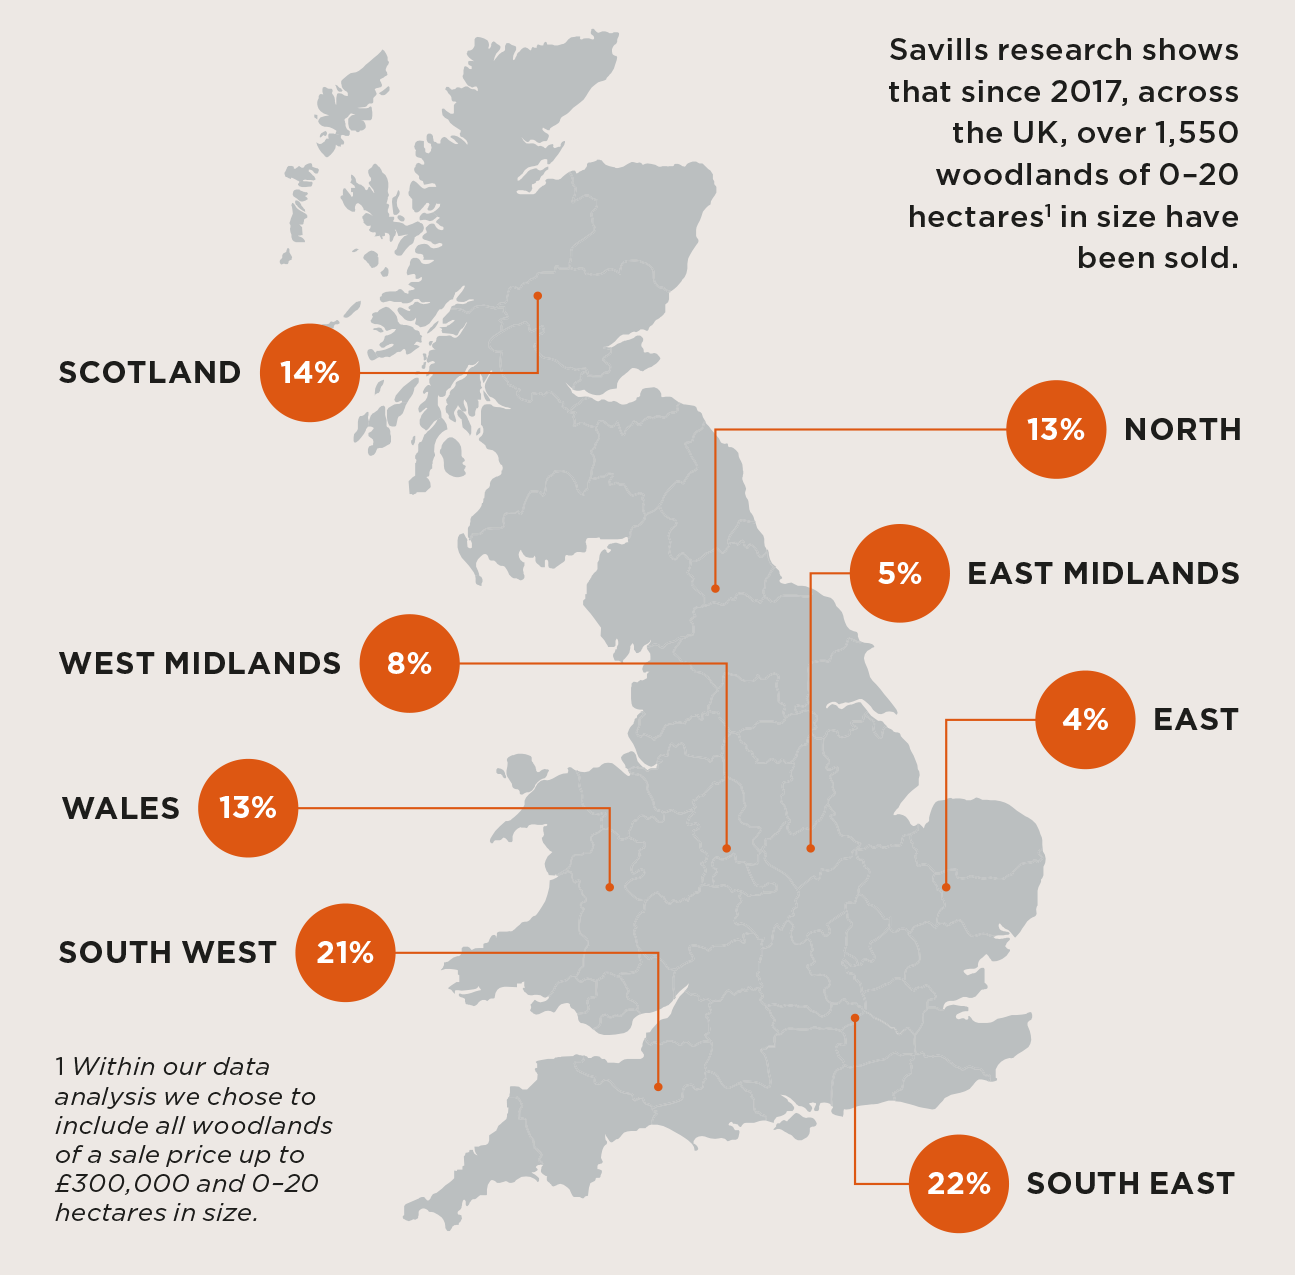 Savills research shows
that since 2017, across
the UK, over 1,550
woodlands of 0–20
hectares¹ in size have
been sold.
SCOTLAND 14%
13% NORTH
5% EAST MIDLANDS
WEST MIDLANDS 8%
4% EAST
WALES 13%
SOUTH WEST 21%
22% SOUTH EAST
1 Within our data
analysis we chose to
include all woodlands
of a sale price up to
£300,000 and 0–20
hectares in size.